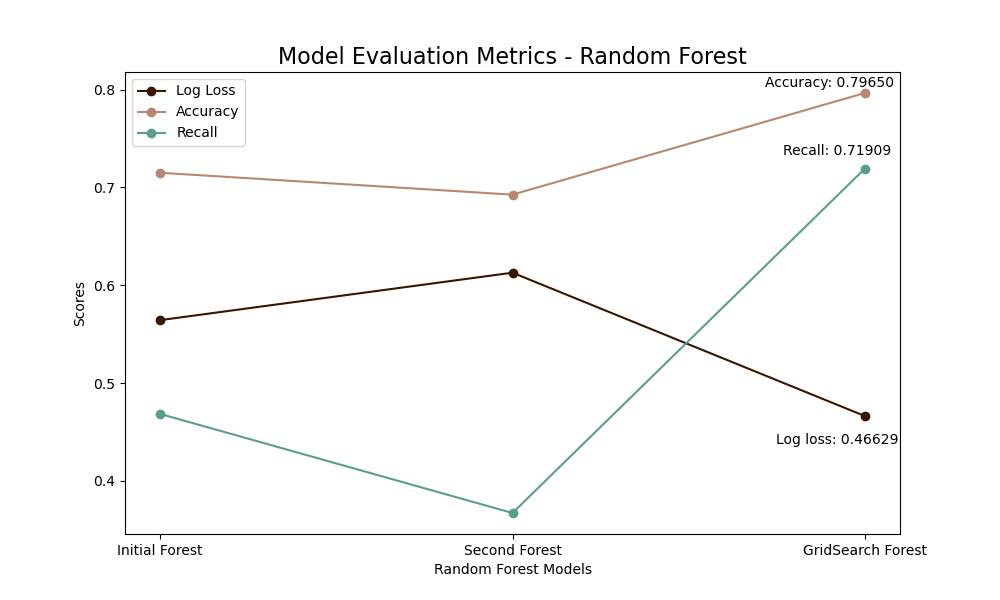 Model Evaluation Metrics - Random Forest
Log Loss
Accuracy
Recall
Accuracy: 0.79650
Recall: 0.71909
Log loss: 0.46629
0.8
0.7
0.6
0.5
0.4
Scores
Initial Forest
Second Forest
GridSearch Forest
Random Forest Models